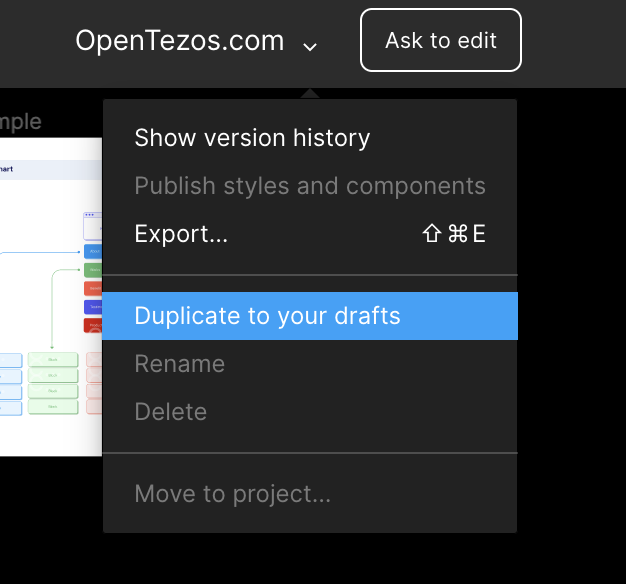 OpenTezos.com
Ask to edit
mple
hart
Show version history
Publish styles and components
Export... ⇧⌘E
Duplicate to your drafts
Rename
Delete
Move to project...